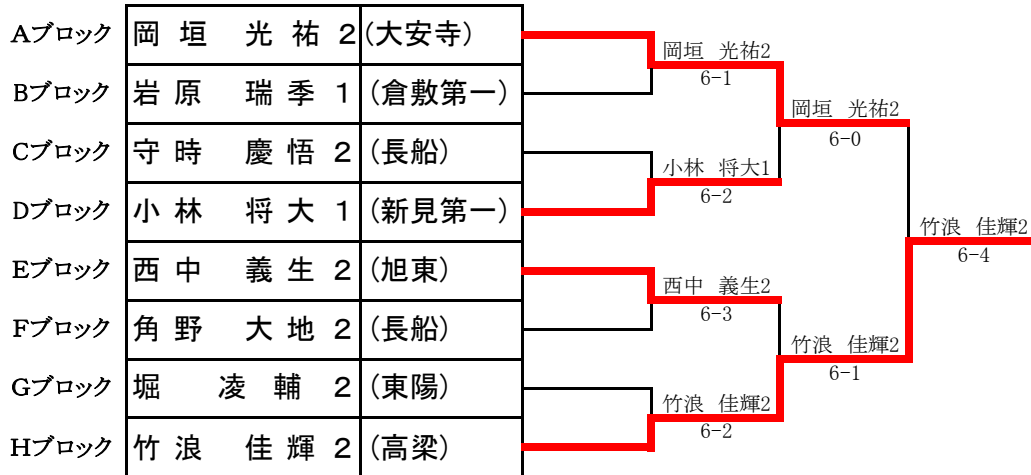 Aブロック 岡 垣 光 祐 2 (大安寺)
Bブロック 岩 原 瑞 季 1 (倉敷第一)
Cブロック 守 時 慶 悟 2 (長船)
Dブロック 小 林 将 大 1 (新見第一)
Eブロック 西 中 義 生 2 (旭東)
Fブロック 角 野 大 地 2 (長船)
Gブロック 堀 凌 輔 2 (東陽)
Hブロック 竹 浪 佳 輝 2 (高梁)
岡垣 光祐2
6-1
小林 将大1
6-2
西中 義生2
6-3
竹浪 佳輝2
6-2
岡垣 光祐2
6-0
竹浪 佳輝2
6-1
竹浪 佳輝2
6-4